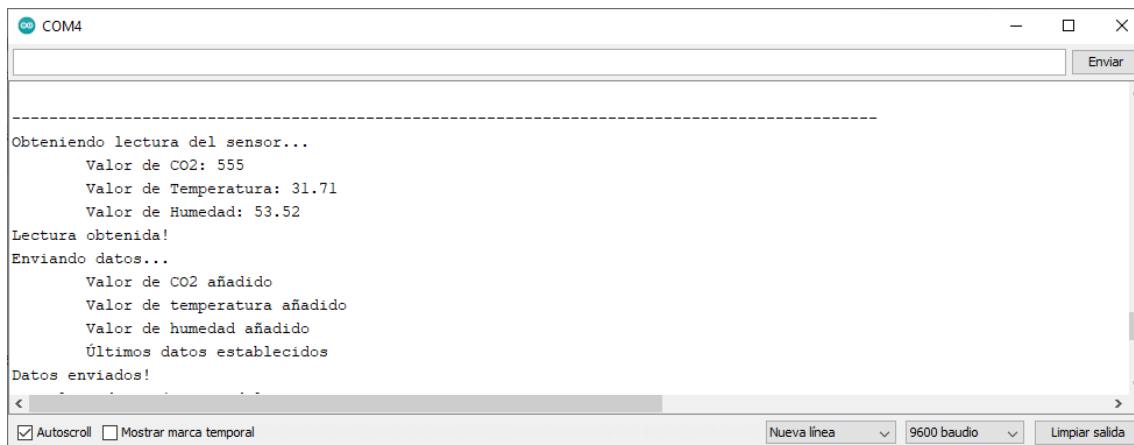 COM4
Enviar
----------------------------------------------------------------------------------------------
Obteniendo lectura del sensor...
Valor de CO2: 555
Valor de Temperatura: 31.71
Valor de Humedad: 53.52
Lectura obtenida!
Enviando datos...
Valor de CO2 añadido
Valor de temperatura añadido
Valor de humedad añadido
Últimos datos establecidos
Datos enviados!
Autoscroll Mostrar marca temporal Nueva línea 9600 baudio Limpiar salida